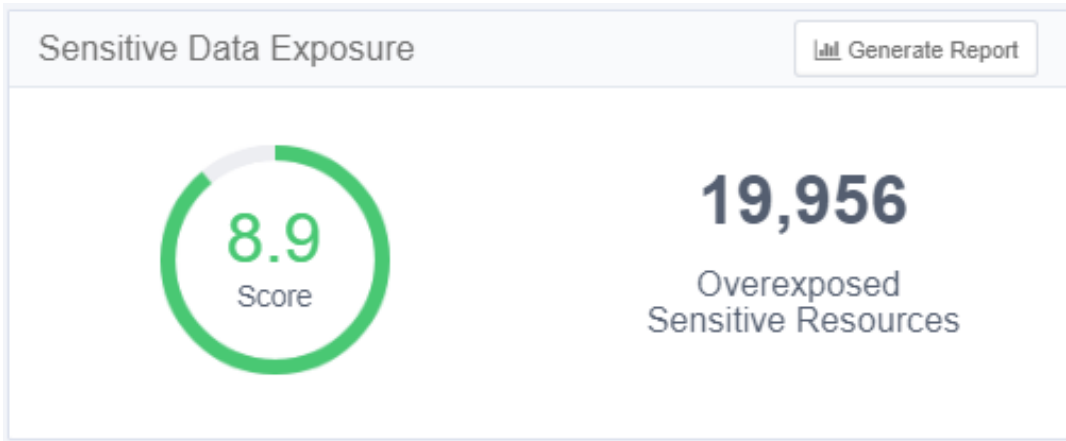 Sensitive Data Exposure
Generate Report
8.9
Score
19,956
Overexposed
Sensitive Resources